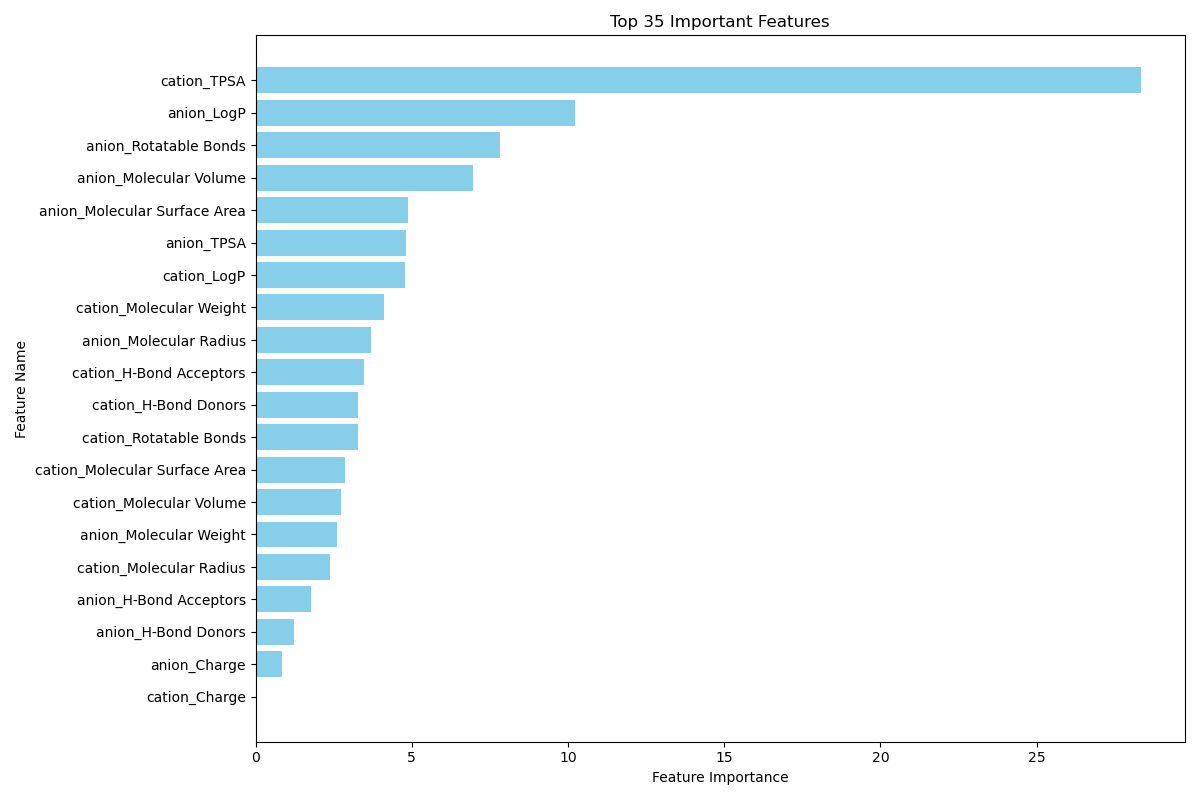 Top 35 Important Features
Feature Name
cation_TPSA
anion_LogP
anion_Rotatable Bonds
anion_Molecular Volume
anion_Molecular Surface Area
anion_TPSA
cation_LogP
cation_Molecular Weight
anion_Molecular Radius
cation_H-Bond Acceptors
cation_H-Bond Donors
cation_Rotatable Bonds
cation_Molecular Surface Area
cation_Molecular Volume
anion_Molecular Weight
cation_Molecular Radius
anion_H-Bond Acceptors
anion_H-Bond Donors
anion_Charge
cation_Charge
0 5 10 15 20 25
Feature Importance